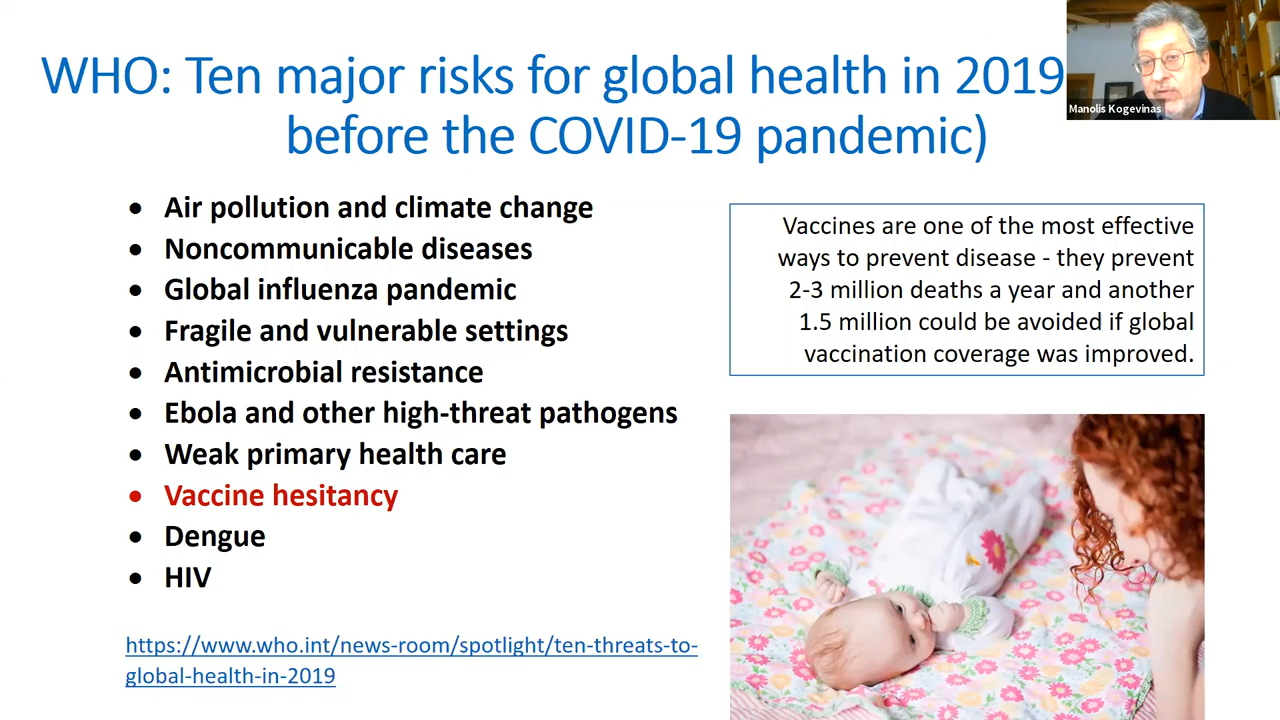 WHO: Ten major risks for global health in 2019
before the COVID-19 pandemic)
Manolis Kogevinas
• Air pollution and climate change
• Noncommunicable diseases
• Global influenza pandemic
• Fragile and vulnerable settings
• Antimicrobial resistance
• Ebola and other high-threat pathogens
• Weak primary health care
• Vaccine hesitancy
• Dengue
• HIV
https://www.who.int/news-room/spotlight/ten-threats-to-
global-health-in-2019
Vaccines are one of the most effective
ways to prevent disease - they prevent
2-3 million deaths a year and another
1.5 million could be avoided if global
vaccination coverage was improved.